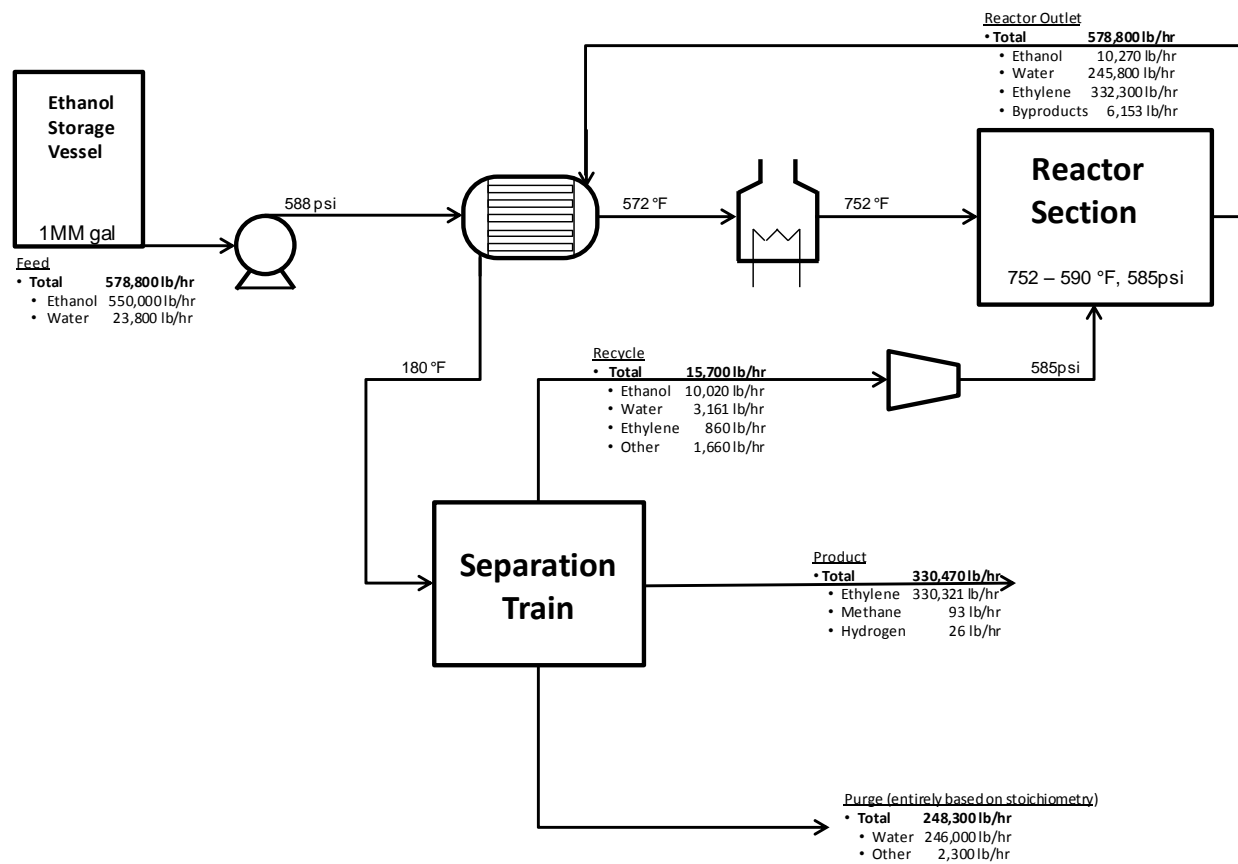 Reactor Outlet
• Total 578,800 lb/hr
• Ethanol 10,270 lb/hr
• Water 245,800 lb/hr
• Ethylene 332,300 lb/hr
• Byproducts 6,153 lb/hr
Ethanol
Storage
Vessel
1MM gal
588 psi
572 °F
752 °F
Reactor
Section
752 – 590 °F, 585psi
Feed
• Total 578,800 lb/hr
• Ethanol 550,000 lb/hr
• Water 23,800 lb/hr
180 °F
Recycle
• Total 15,700 lb/hr
• Ethanol 10,020 lb/hr
• Water 3,161 lb/hr
• Ethylene 860 lb/hr
• Other 1,660 lb/hr
585psi
Separation
Train
Product
• Total 330,470 lb/hr
• Ethylene 330,321 lb/hr
• Methane 93 lb/hr
• Hydrogen 26 lb/hr
Purge (entirely based on stoichiometry)
• Total 248,300 lb/hr
• Water 246,000 lb/hr
• Other 2,300 lb/hr